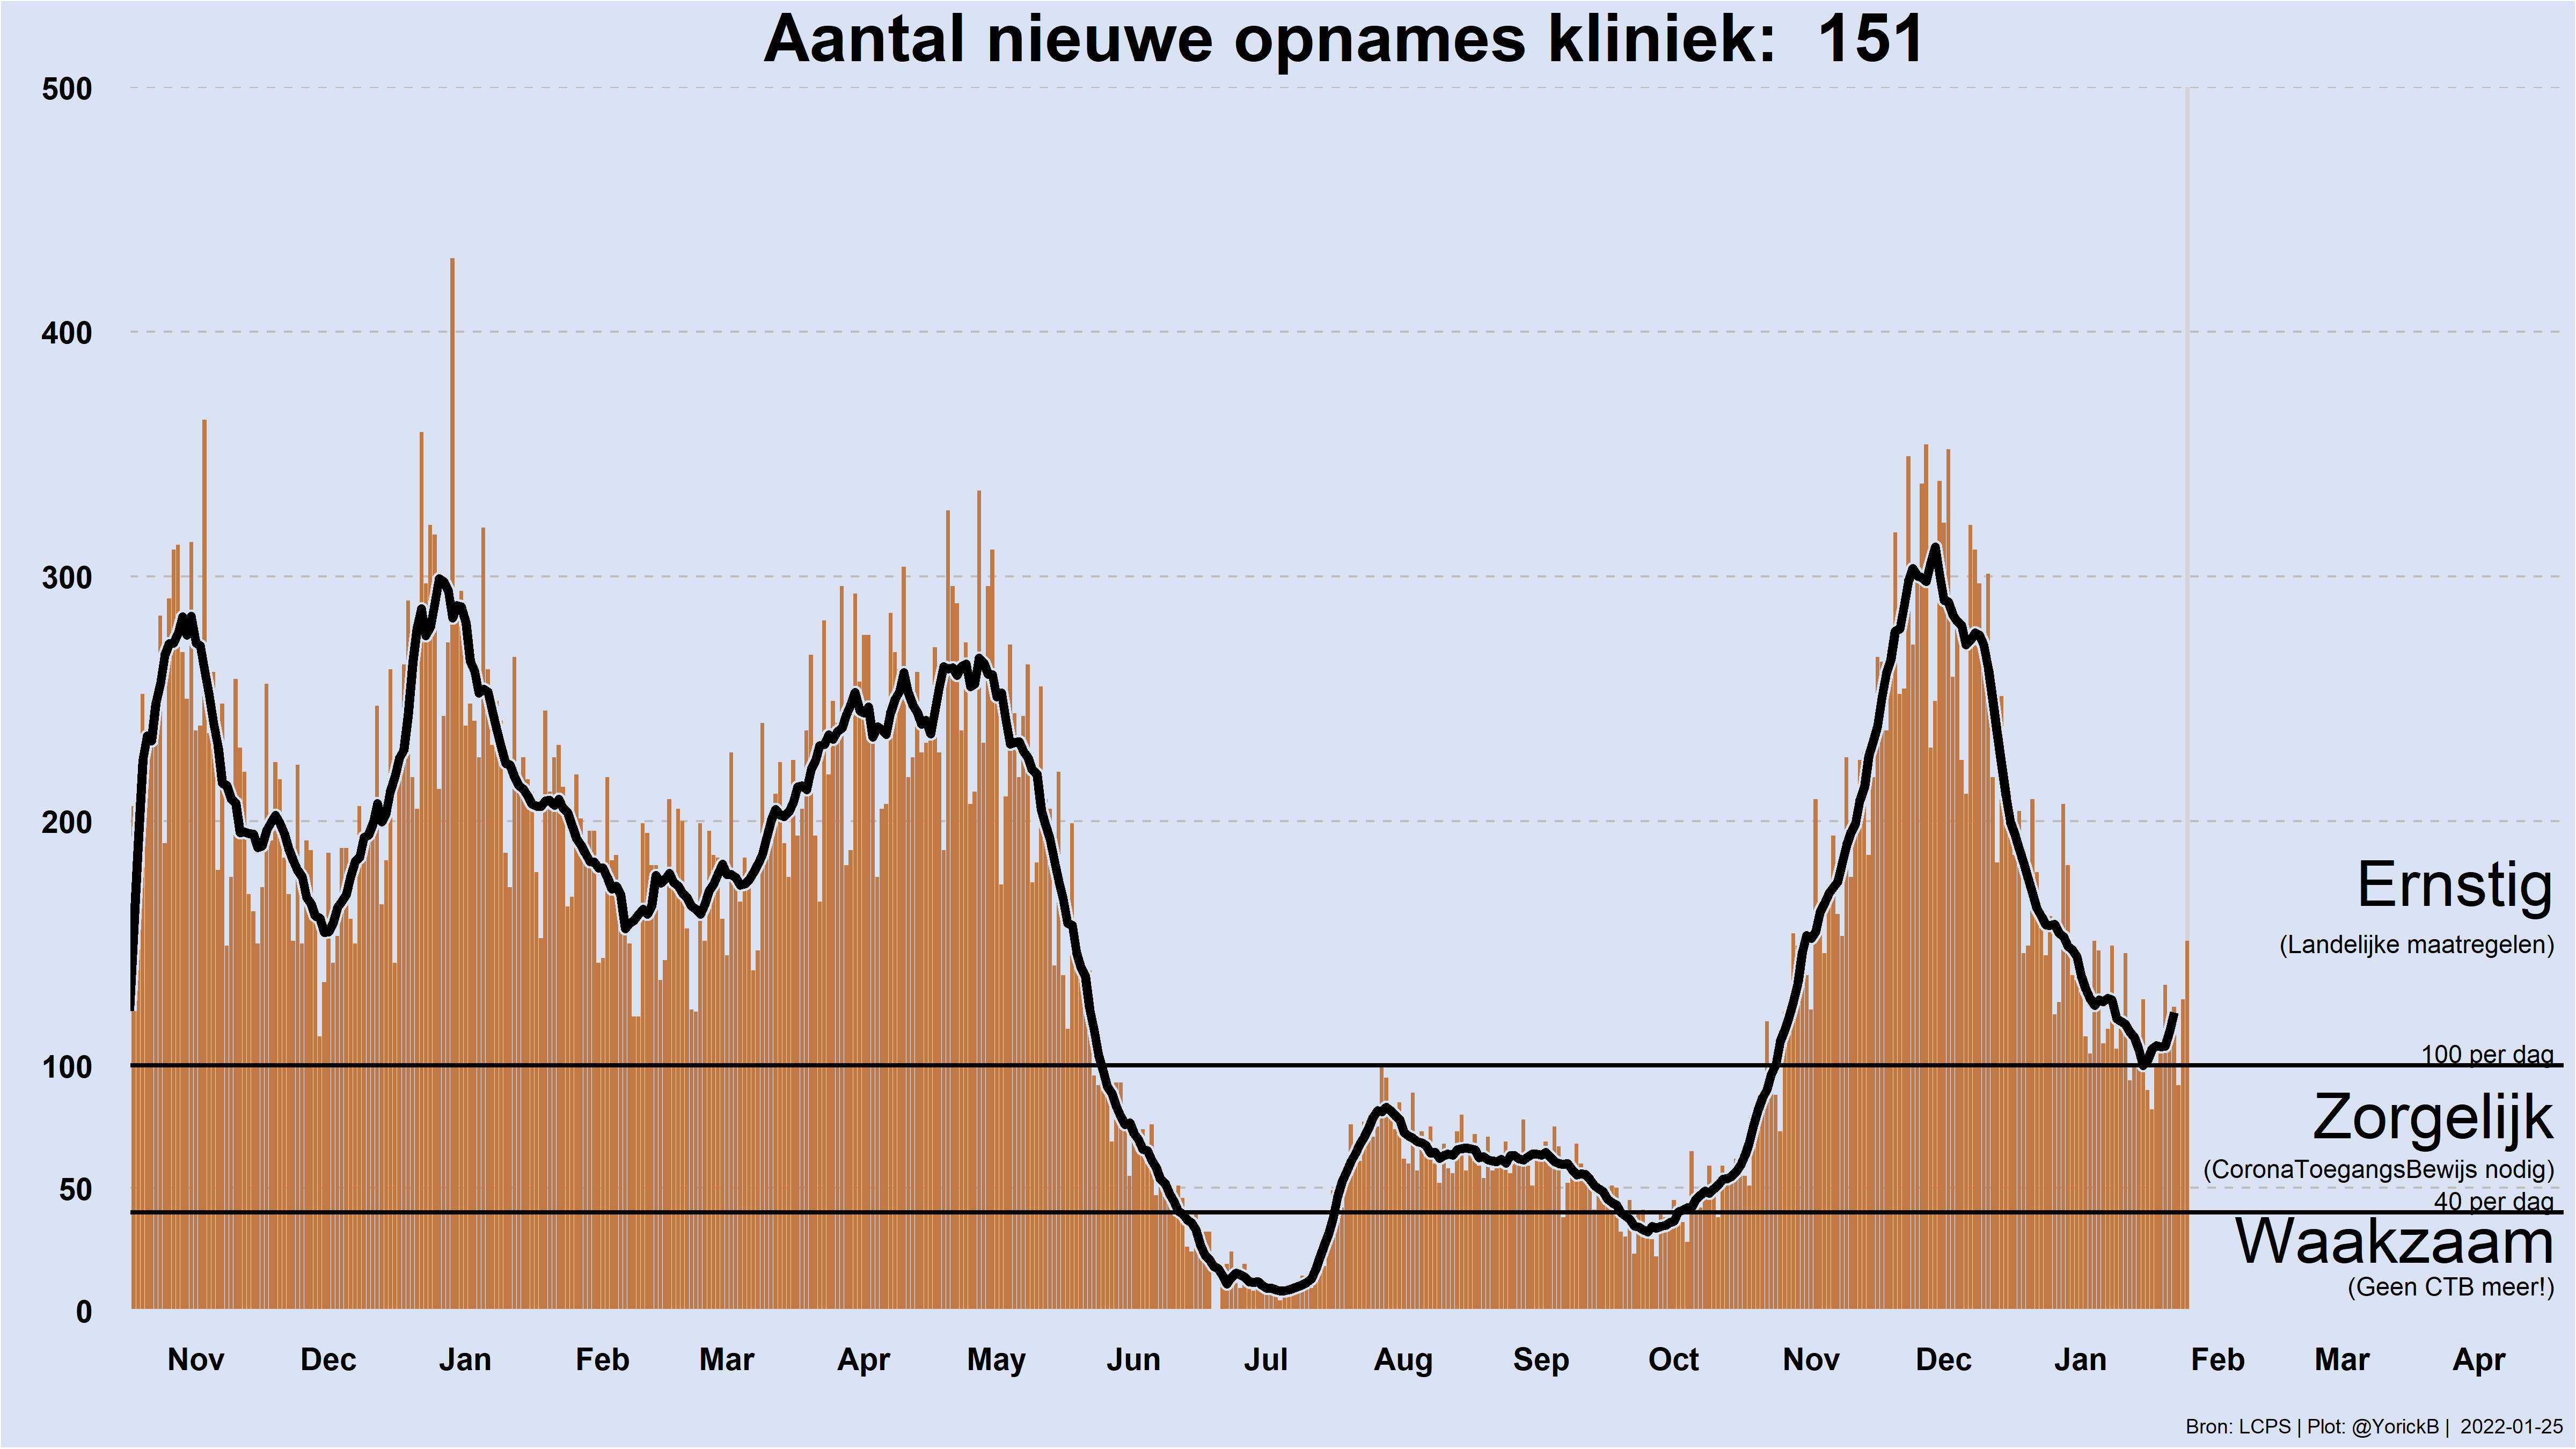 Aantal nieuwe opnames kliniek: 151
500
400
300
200
100
50
0
Ernstig
(Landelijke maatregelen)
100 per dag
Zorgelijk
(CoronaToegangsBewijs nodig)
40 per dag
Waakzaam
(Geen CTB meer!)
Nov Dec Jan Feb Mar Apr May Jun Jul Aug Sep Oct Nov Dec Jan Feb Mar Apr
Bron: LCPS | Plot: @YorickB | 2022-01-25